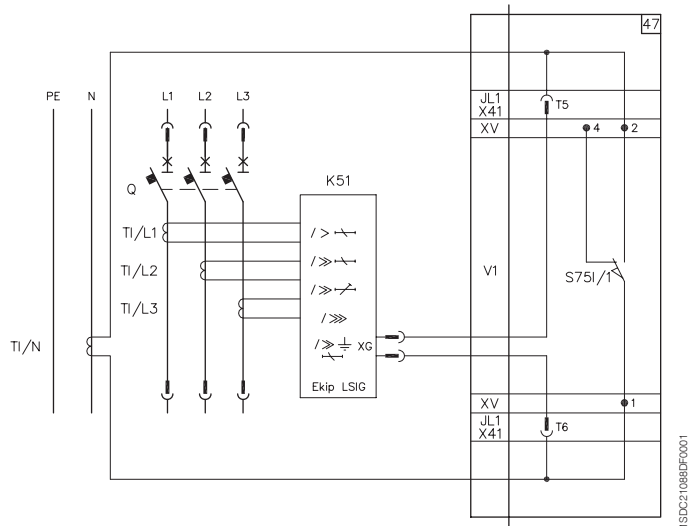 47
PE N L1 L2 L3
JL1 T5
X41
XV 4 2
Q
K51
TI/L1 I>
TI/L2 I≫
V1 S75I/1
I≫
TI/L3
I⋙
TI/N
I≫ XG
Ekip LSIG
XV 1
JL1 T6
X41
1SDC21088DF0001